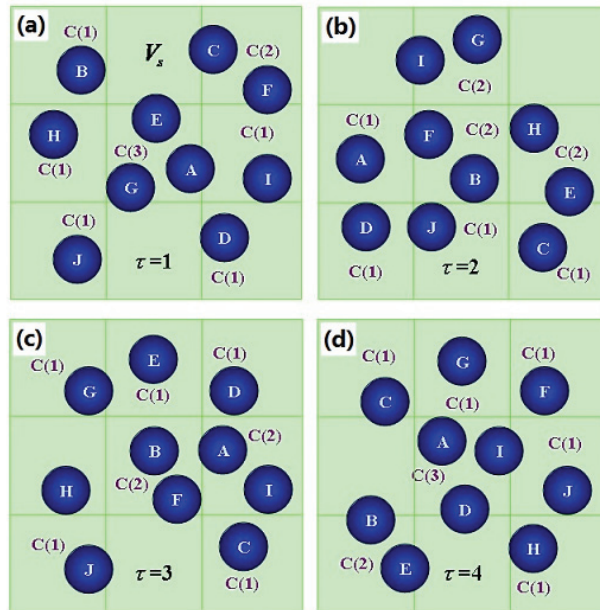 (a)
C(1)
V_s
C
C(2)
B
F
E
H
C(1)
C(3)
C(1)
A
I
G
C(1)
D
J
τ=1
C(1)
(b)
G
I
C(2)
C(1)
F
C(2)
H
A
C(2)
B
E
D
J
C(1)
C
C(1)
τ=2
C(1)
(c)
E
C(1)
C(1)
G
C(1)
D
B
A
C(2)
H
C(2)
F
I
C(1)
C
J
τ=3
C(1)
(d)
C(1)
G
C(1)
C
C(1)
F
A
I
C(1)
C(3)
J
B
D
C(2)
E
H
τ=4
C(1)